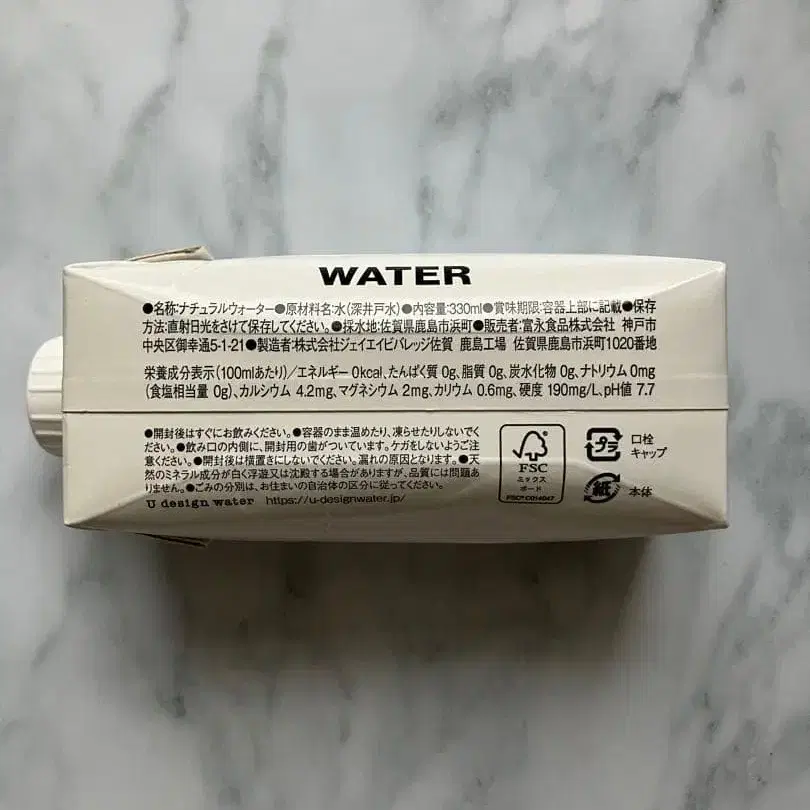 WATER
●名称:ナチュラルウォーター●原材料名:水(深井戸水)●内容量:330ml●賞味期限:容器上部に記載●保存
方法:直射日光をさけて保存してください。●採水地:佐賀県鹿島市浜町●販売者:富永食品株式会社 神戸市
中央区御幸通5-1-21●製造者:株式会社ジェイエイビバレッジ佐賀 鹿島工場 佐賀県鹿島市浜町1020番地
栄養成分表示(100mlあたり)/エネルギー 0kcal、たんぱく質 0g、脂質 0g、炭水化物 0g、ナトリウム 0mg
(食塩相当量 0g)、カルシウム 4.2mg、マグネシウム 2mg、カリウム 0.6mg、硬度 190mg/L、pH値 7.7
●開封後はすぐにお飲みください。●容器のまま温めたり、凍らせたりしないでく
ださい。●飲み口の内側に、開封用の歯がついています。ケガをしないようご注
意ください。●開封後は横置きにしないでください。漏れの原因となります。●天
然のミネラル成分が白く浮遊又は沈殿する場合がありますが、品質には問題あ
りません。●ごみの分別は、お住まいの自治体の区分に従ってください。
U design water https://u-designwater.jp/
FSC
ミックス
ボード
FSC® C014047
プラ
口栓
キャップ
紙
本体